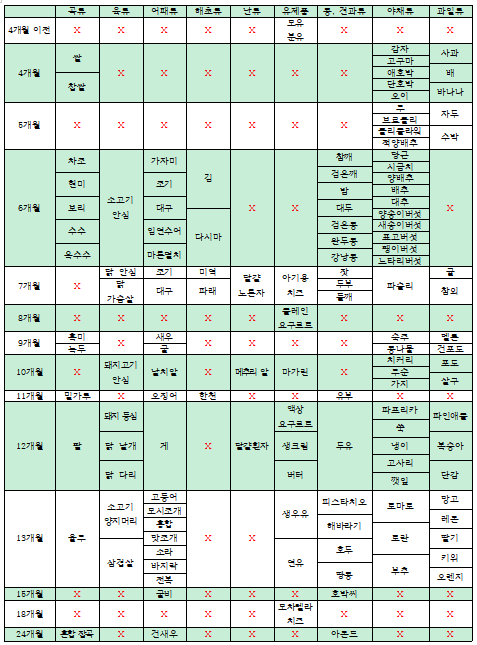 곡류 육류 어패류 해초류 난류 유제품 콩, 견과류 야채류 과일류
4개월 이전 X X X X X 모유 X X X
분유
4개월 쌀 X X X X X X 감자 사과
찹쌀 고구마 배
애호박 바나나
단호박
오이
5개월 X X X X X X X 무 자두
브로콜리 수박
콜리플라워
적양배추
6개월 차조 소고기 가자미 김 X X 참깨 당근 X
현미 안심 조기 다시마 검은깨 시금치
보리 대구 밤 양배추
수수 임연수어 대두 배추
옥수수 마른멸치 검은콩 대추
완두콩 양송이버섯
강낭콩 새송이버섯
표고버섯
팽이버섯
느타리버섯
7개월 X 닭 안심 조기 미역 달걀 아기용 잣 파슬리 귤
닭 대구 파래 노른자 치즈 두부 참외
가슴살 들깨
8개월 X X X X X 플레인 X X X
요구르트
9개월 흑미 X 새우 X X X X 숙주 멜론
녹두 굴 콩나물 건포도
10개월 X 돼지고기 날치알 X 메추리 알 마가린 X 치커리 포도
안심 무순 살구
가지
11개월 밀가루 X 오징어 한천 X X 유부 X X
12개월 팥 돼지 등심 게 X 달걀흰자 액상 두유 파프리카 파인애플
닭 날개 요구르트 쑥 복숭아
닭 다리 생크림 냉이 단감
버터 고사리
깻잎
13개월 율무 소고기 고등어 X X 생우유 피스타치오 토마토 망고
양지머리 모시조개 연유 해바라기 토란 레몬
삼겹살 홍합 호두 부추 딸기
맛조개 땅콩 키위
소라 오렌지
바지락
전복
15개월 X X 굴비 X X X 호박씨 X X
18개월 X X X X X 모차렐라 X X X
치즈
24개월 혼합 잡곡 X 건새우 X X X 아몬드 X X